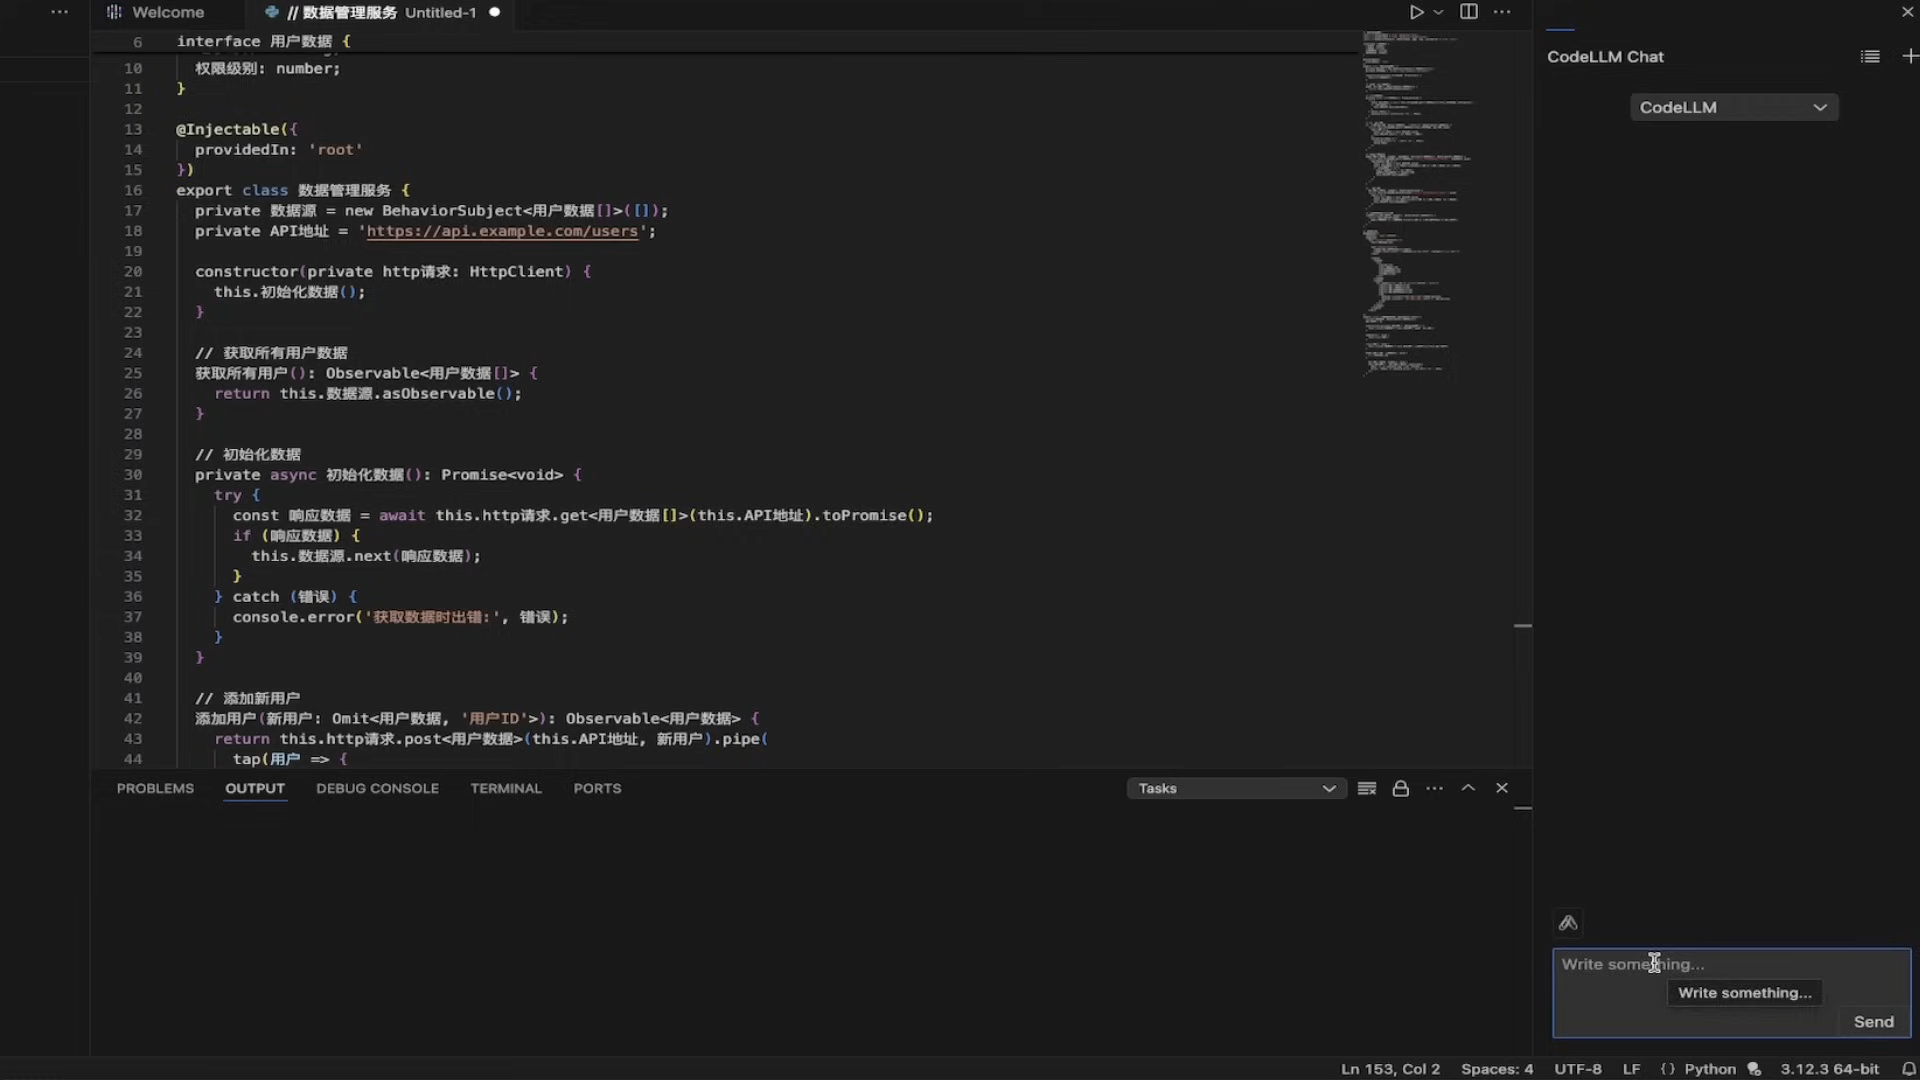 Welcome
// 数据管理服务 Untitled-1
6 interface 用户数据 {
10 权限级别: number;
11 }
12
13 @Injectable({
14 providedIn: 'root'
15 })
16 export class 数据管理服务 {
17 private 数据源 = new BehaviorSubject<用户数据[]>([]);
18 private API地址 = 'https://api.example.com/users';
19
20 constructor(private http请求: HttpClient) {
21 this.初始化数据();
22 }
23
24 // 获取所有用户数据
25 获取所有用户(): Observable<用户数据[]> {
26 return this.数据源.asObservable();
27 }
28
29 // 初始化数据
30 private async 初始化数据(): Promise<void> {
31 try {
32 const 响应数据 = await this.http请求.get<用户数据[]>(this.API地址).toPromise();
33 if (响应数据) {
34 this.数据源.next(响应数据);
35 }
36 } catch (错误) {
37 console.error('获取数据时出错:', 错误);
38 }
39 }
40
41 // 添加新用户
42 添加用户(新用户: Omit<用户数据, '用户ID'>): Observable<用户数据> {
43 return this.http请求.post<用户数据>(this.API地址, 新用户).pipe(
44 tap(用户 => {
PROBLEMS OUTPUT DEBUG CONSOLE TERMINAL PORTS
Tasks
CodeLLM Chat
CodeLLM
Write something...
Write something...
Send
Ln 153, Col 2 Spaces: 4 UTF-8 LF {} Python 3.12.3 64-bit